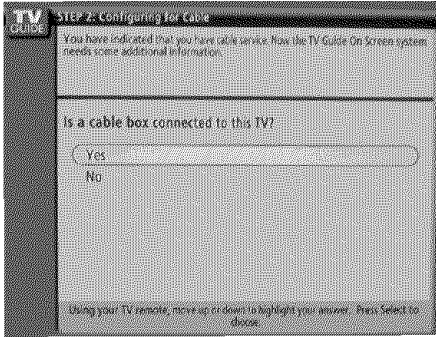 TV
GUIDE
STEP 2: Configuring for Cable
You have indicated that you have cable service. Now the TV Guide On Screen system
needs some additional information.
Is a cable box connected to this TV?
Yes
No
Using your TV remote, move up or down to highlight your answer. Press Select to
choose.